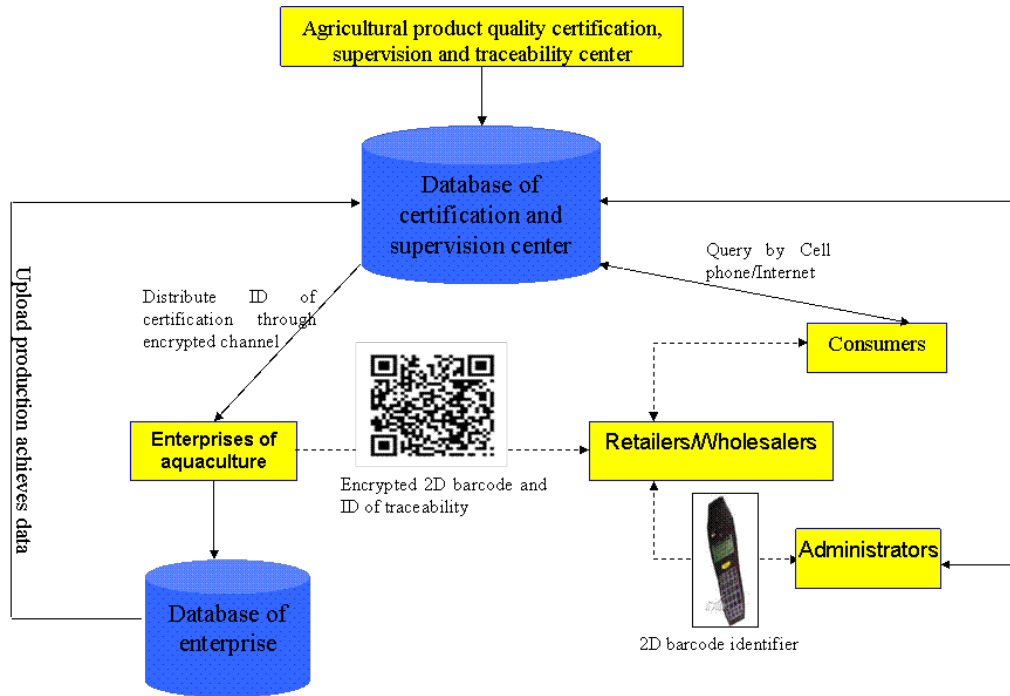 Agricultural product quality certification,
supervision and traceability center
Database of
certification and
supervision center
Query by Cell
phone/Internet
Distribute ID of
certification through
encrypted channel
Upload production achieves data
Consumers
Enterprises of
aquaculture
Retailers/Wholesalers
Encrypted 2D barcode and
ID of traceability
Administrators
Database of
enterprise
2D barcode identifier